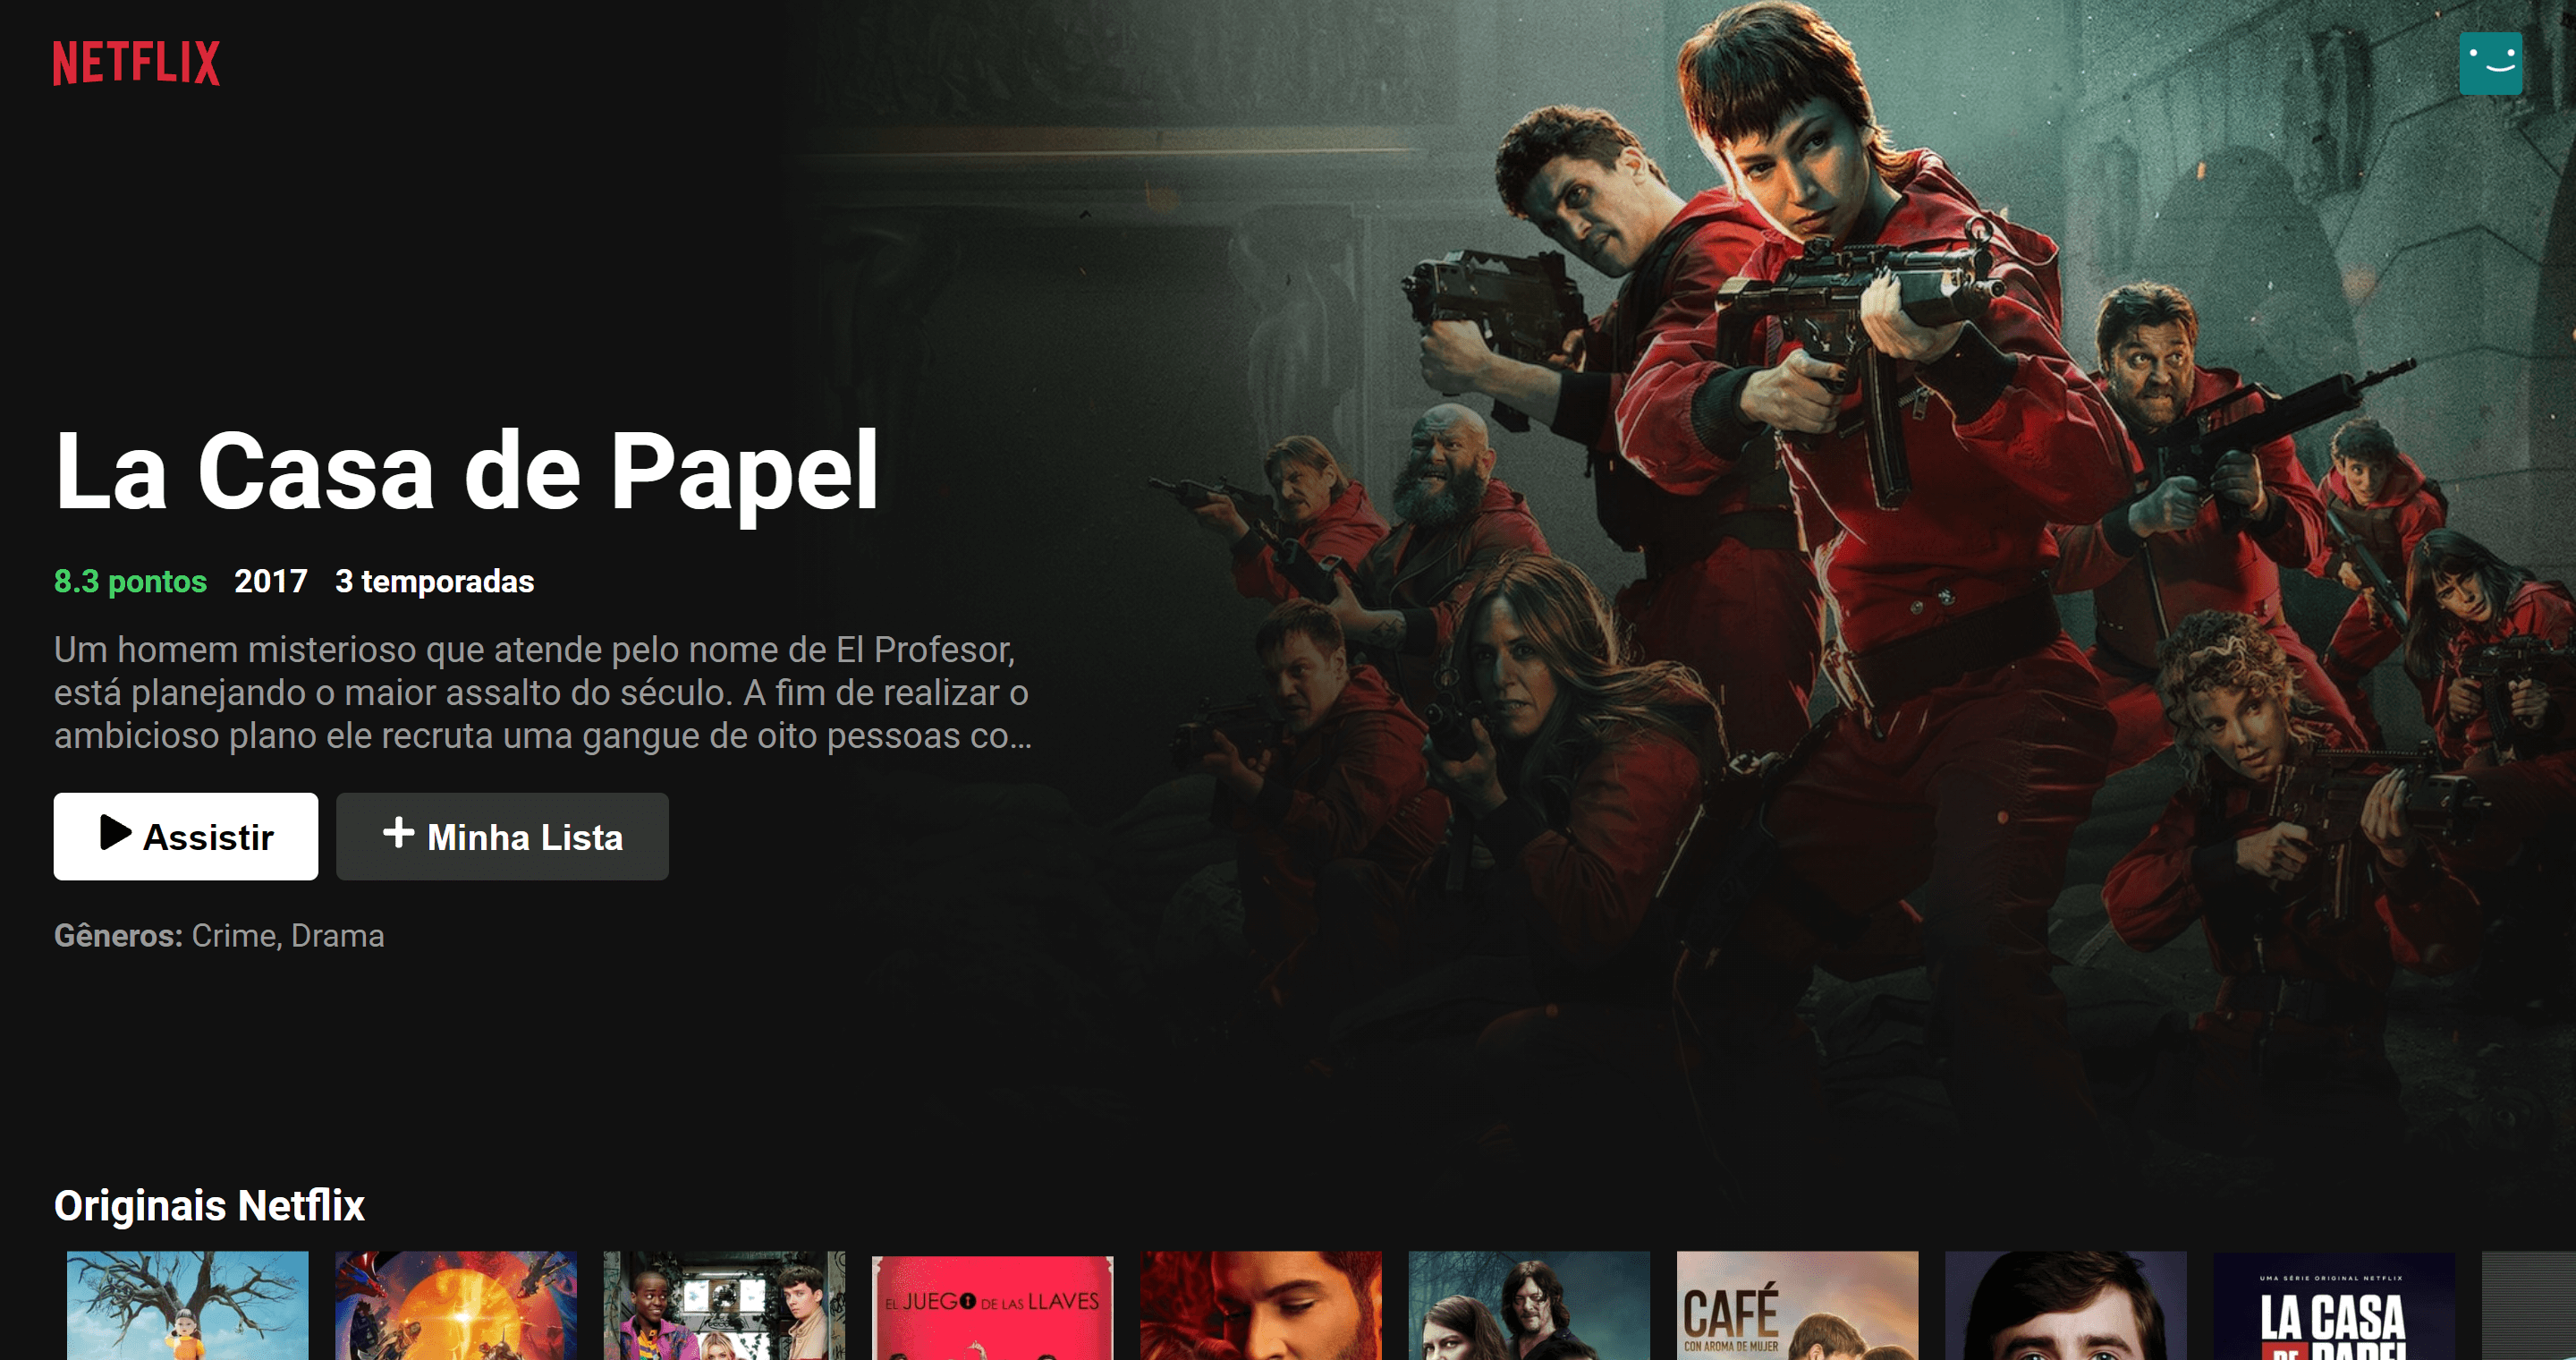 NETFLIX
La Casa de Papel
8.3 pontos 2017 3 temporadas
Um homem misterioso que atende pelo nome de El Profesor,
está planejando o maior assalto do século. A fim de realizar o
ambicioso plano ele recruta uma gangue de oito pessoas co...
Assistir
Minha Lista
Gêneros: Crime, Drama
Originais Netflix
EL JUEGO DE LAS LLAVES
CAFÉ
CON AROMA DE MUJER
UMA SÉRIE ORIGINAL NETFLIX
LA CASA
DE PAPEL